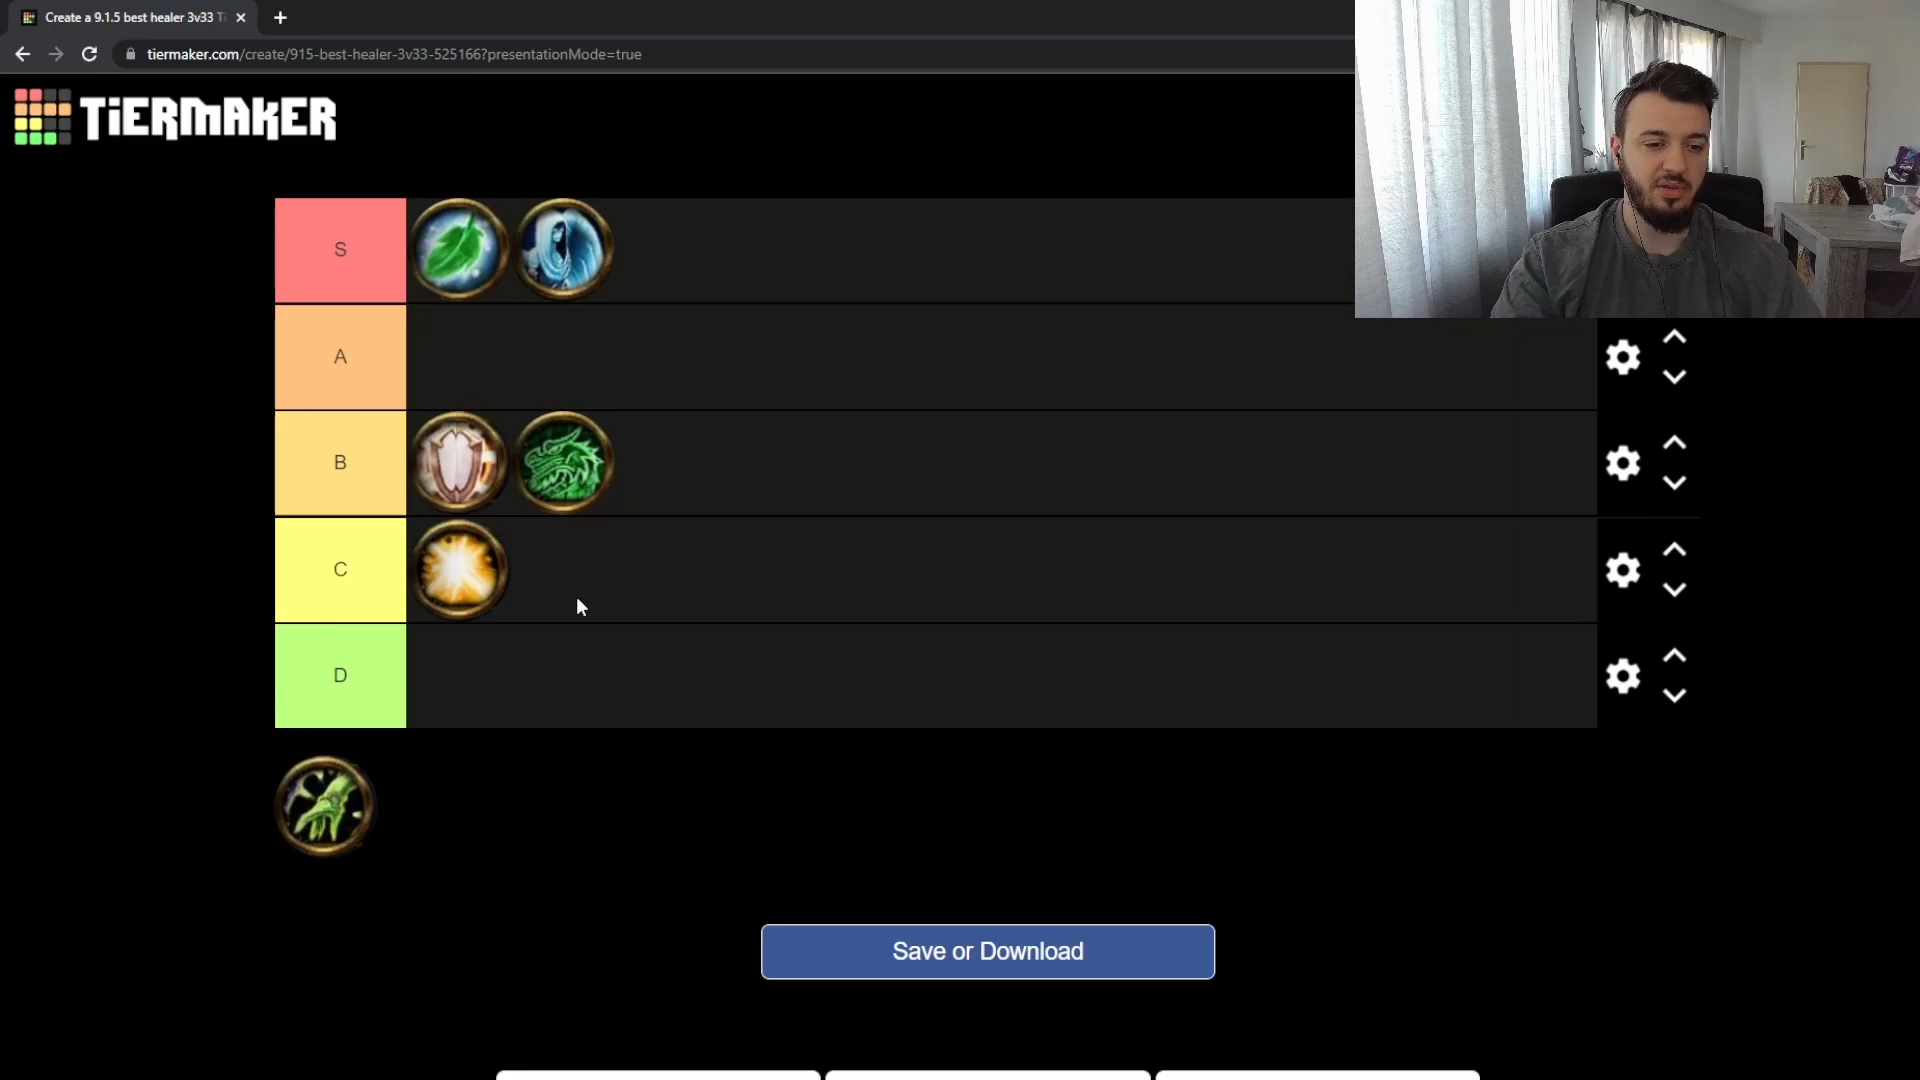 Create a 9.1.5 best healer 3v33 Ti
tiermaker.com/create/915-best-healer-3v33-525166?presentationMode=true
TiERMAKER
S
A
B
C
D
Save or Download